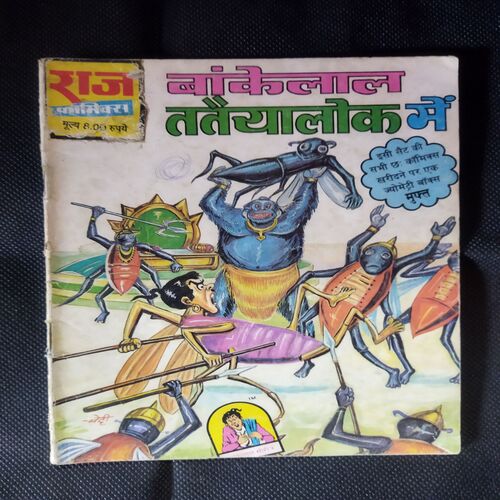 राज
कॉमिक्स
मूल्य 8.00 रुपये
बांकेलाल
ततैयालोक में
इसी सैट की
सभी छः कॉमिक्स
खरीदने पर एक
ज्योमेट्री बॉक्स
मुफ्त
बेदी